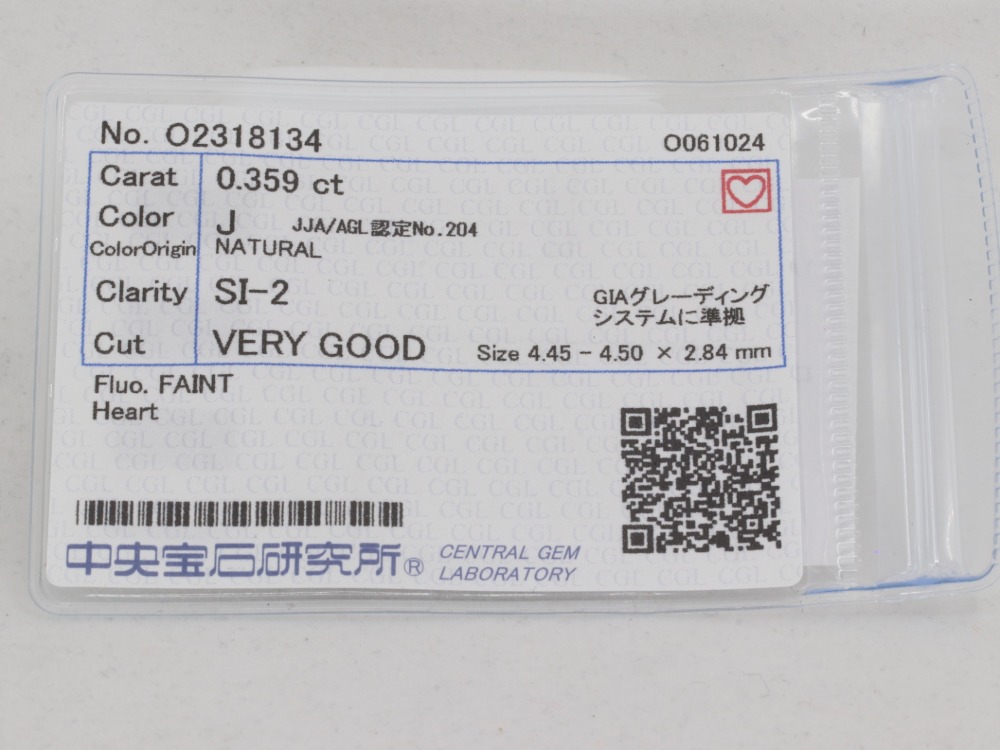 No. O2318134
O061024
Carat 0.359 ct
Color J JJA/AGL認定No.204
ColorOrigin NATURAL
Clarity SI-2
GIAグレーディング
システムに準拠
Cut VERY GOOD Size 4.45 - 4.50 × 2.84 mm
Fluo. FAINT
Heart
中央宝石研究所® CENTRAL GEM
LABORATORY